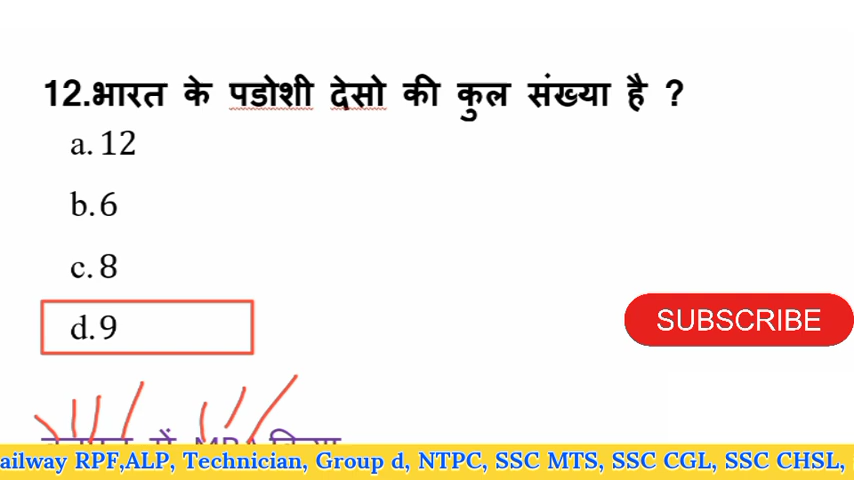 12.भारत के पडोशी देसो की कुल संख्या है ?
a. 12
b. 6
c. 8
d. 9
SUBSCRIBE
ailway RPF,ALP, Technician, Group d, NTPC, SSC MTS, SSC CGL, SSC CHSL,